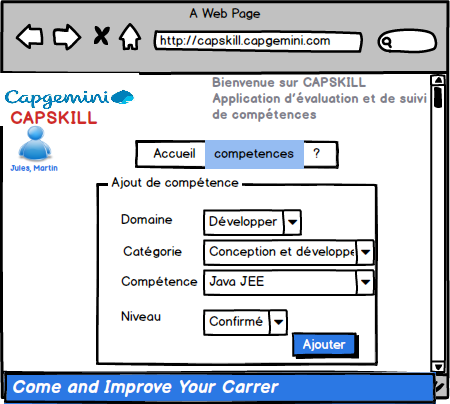 A Web Page
http://capskill.capgemini.com
Capgemini
CAPSKILL
Bienvenue sur CAPSKILL
Application d'évaluation et de suivi
de compétences
Jules, Martin
Accueil competences ?
Ajout de compétence
Domaine Développer
Catégorie Conception et développe
Compétence Java JEE
Niveau Confirmé
Ajouter
Come and Improve Your Carrer